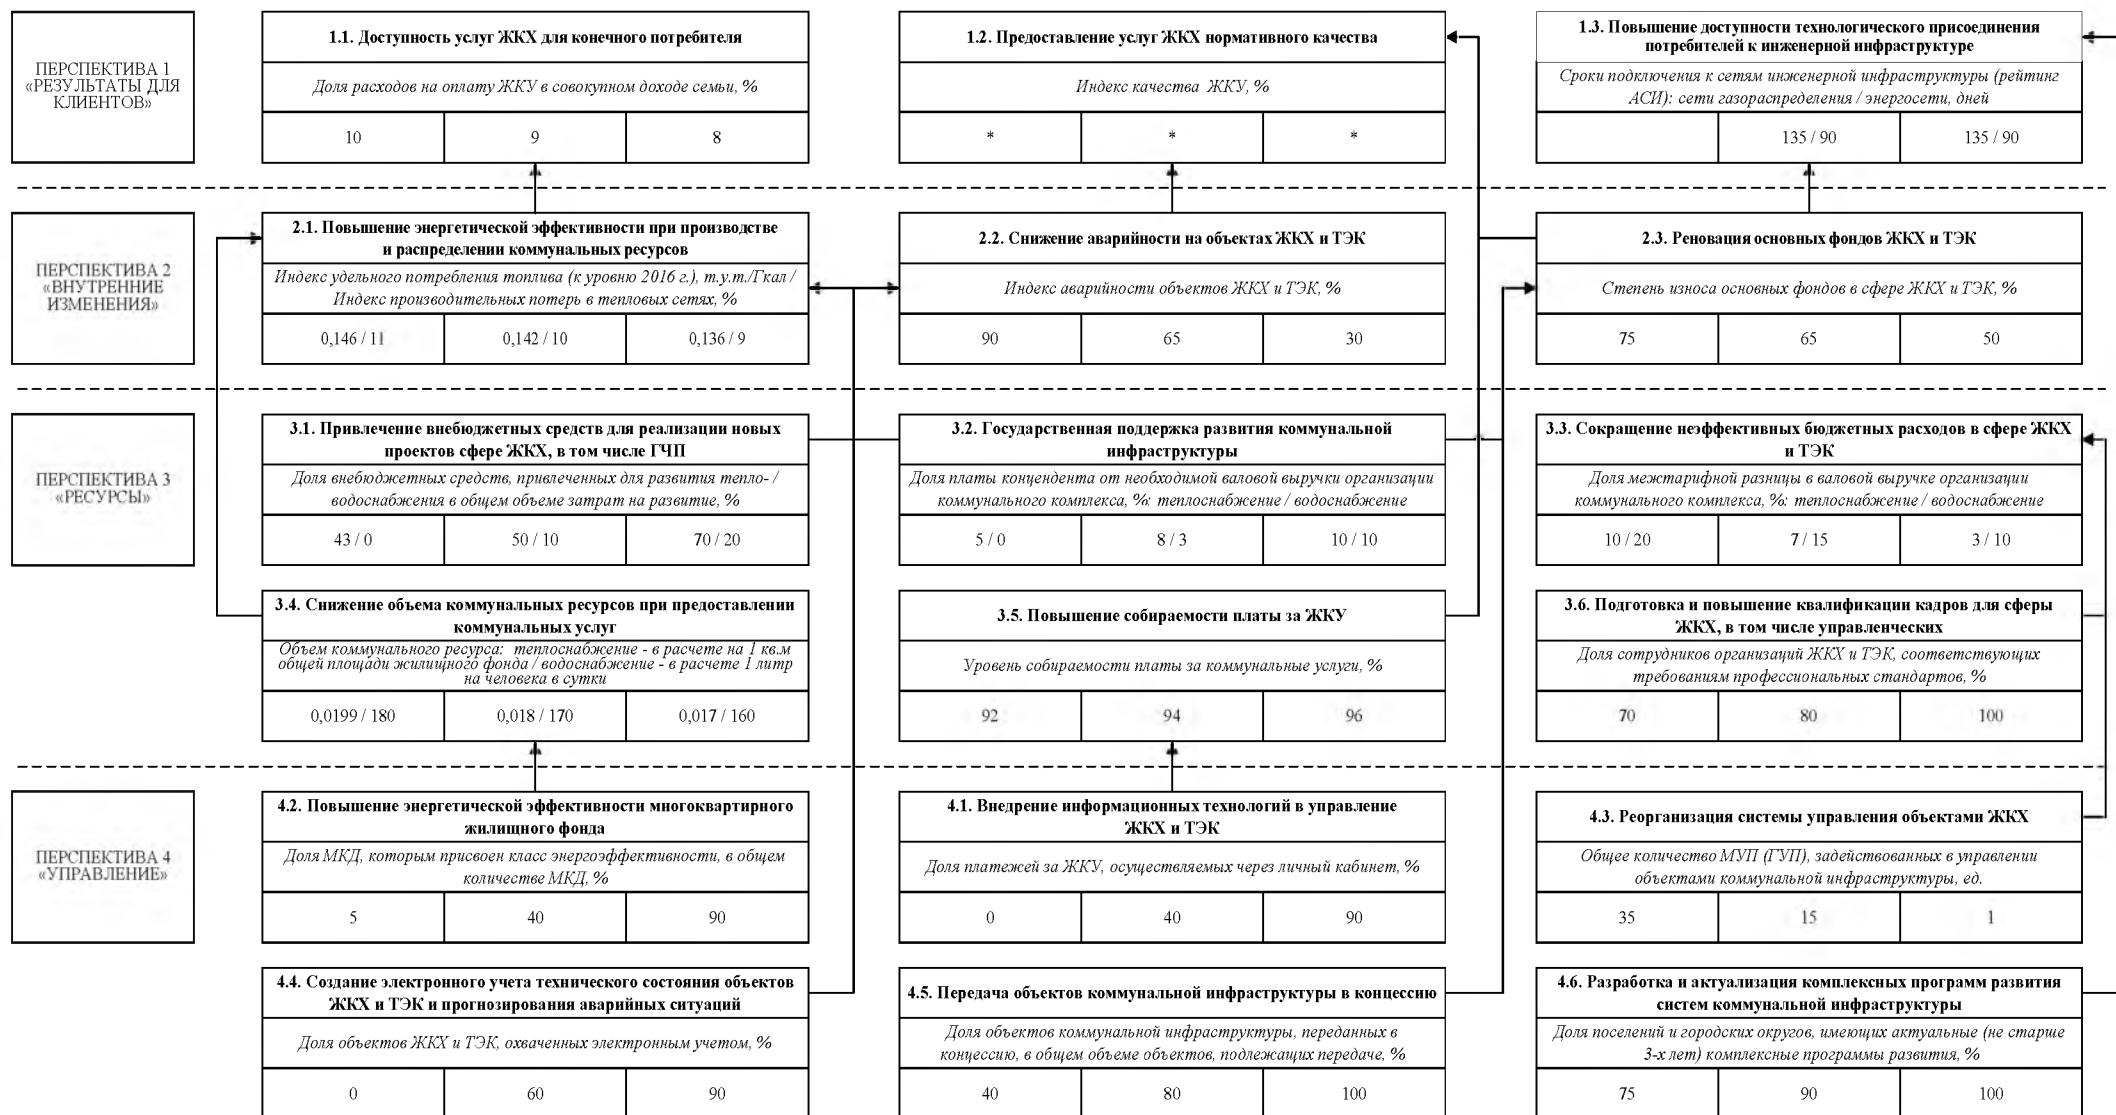 ПЕРСПЕКТИВА 1
«РЕЗУЛЬТАТЫ ДЛЯ
КЛИЕНТОВ»
1.1. Доступность услуг ЖКХ для конечного потребителя
Доля расходов на оплату ЖКУ в совокупном доходе семьи, %
10 9 8
1.2. Предоставление услуг ЖКХ нормативного качества
Индекс качества ЖКУ, %
* * *
1.3. Повышение доступности технологического присоединения
потребителей к инженерной инфраструктуре
Сроки подключения к сетям инженерной инфраструктуры (рейтинг
АСИ): сети газораспределения / энергосети, дней
135 / 90 135 / 90
ПЕРСПЕКТИВА 2
«ВНУТРЕННИЕ
ИЗМЕНЕНИЯ»
2.1. Повышение энергетической эффективности при производстве
и распределении коммунальных ресурсов
Индекс удельного потребления топлива (к уровню 2016 г.), т.у.т./Гкал /
Индекс производительных потерь в тепловых сетях, %
0,146 / 11 0,142 / 10 0,136 / 9
2.2. Снижение аварийности на объектах ЖКХ и ТЭК
Индекс аварийности объектов ЖКХ и ТЭК, %
90 65 30
2.3. Реновация основных фондов ЖКХ и ТЭК
Степень износа основных фондов в сфере ЖКХ и ТЭК, %
75 65 50
ПЕРСПЕКТИВА 3
«РЕСУРСЫ»
3.1. Привлечение внебюджетных средств для реализации новых
проектов сфере ЖКХ, в том числе ГЧП
Доля внебюджетных средств, привлеченных для развития тепло- /
водоснабжения в общем объеме затрат на развитие, %
43 / 0 50 / 10 70 / 20
3.2. Государственная поддержка развития коммунальной
инфраструктуры
Доля платы концендента от необходимой валовой выручки организации
коммунального комплекса, %: теплоснабжение / водоснабжение
5 / 0 8 / 3 10 / 10
3.3. Сокращение неэффективных бюджетных расходов в сфере ЖКХ
и ТЭК
Доля межтарифной разницы в валовой выручке организации
коммунального комплекса, %: теплоснабжение / водоснабжение
10 / 20 7 / 15 3 / 10
3.4. Снижение объема коммунальных ресурсов при предоставлении
коммунальных услуг
Объем коммунального ресурса: теплоснабжение - в расчете на 1 кв.м
общей площади жилищного фонда / водоснабжение - в расчете 1 литр
на человека в сутки
0,0199 / 180 0,018 / 170 0,017 / 160
3.5. Повышение собираемости платы за ЖКУ
Уровень собираемости платы за коммунальные услуги, %
92 94 96
3.6. Подготовка и повышение квалификации кадров для сферы
ЖКХ, в том числе управленческих
Доля сотрудников организаций ЖКХ и ТЭК, соответствующих
требованиям профессиональных стандартов, %
70 80 100
ПЕРСПЕКТИВА 4
«УПРАВЛЕНИЕ»
4.2. Повышение энергетической эффективности многоквартирного
жилищного фонда
Доля МКД, которым присвоен класс энергоэффективности, в общем
количестве МКД, %
5 40 90
4.1. Внедрение информационных технологий в управление
ЖКХ и ТЭК
Доля платежей за ЖКУ, осуществляемых через личный кабинет, %
0 40 90
4.3. Реорганизация системы управления объектами ЖКХ
Общее количество МУП (ГУП), задействованных в управлении
объектами коммунальной инфраструктуры, ед.
35 15 1
4.4. Создание электронного учета технического состояния объектов
ЖКХ и ТЭК и прогнозирования аварийных ситуаций
Доля объектов ЖКХ и ТЭК, охваченных электронным учетом, %
0 60 90
4.5. Передача объектов коммунальной инфраструктуры в концессию
Доля объектов коммунальной инфраструктуры, переданных в
концессию, в общем объеме объектов, подлежащих передаче, %
40 80 100
4.6. Разработка и актуализация комплексных программ развития
систем коммунальной инфраструктуры
Доля поселений и городских округов, имеющих актуальные (не старше
3-х лет) комплексные программы развития, %
75 90 100